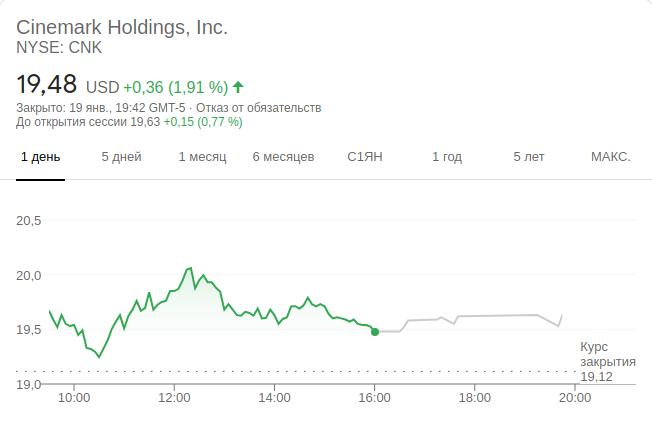 Cinemark Holdings, Inc.
NYSE: CNK
19,48 USD +0,36 (1,91 %)
Закрыто: 19 янв., 19:42 GMT-5 · Отказ от обязательств
До открытия сессии 19,63 +0,15 (0,77 %)
1 день 5 дней 1 месяц 6 месяцев С1ЯН 1 год 5 лет МАКС.
20,5
20,0
19,5
19,0
Курс
закрытия
19,12
10:00 12:00 14:00 16:00 18:00 20:00